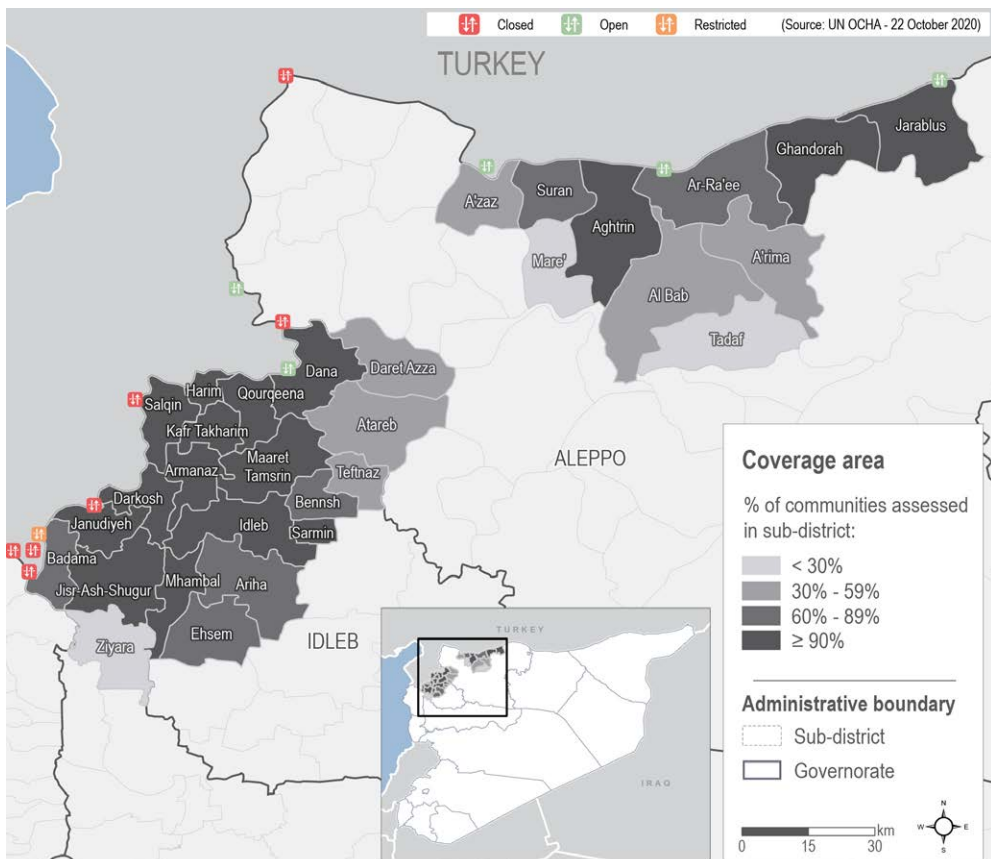 Closed
Open
Restricted
(Source: UN OCHA - 22 October 2020)
TURKEY
Jarablus
Ghandorah
Ar-Ra'ee
Suran
A'zaz
Aghtrin
Mare'
A'rima
Al Bab
Tadaf
Dana
Daret Azza
Harim
Qourqeena
Salqin
Kafr Takharim
Atareb
Maaret
Tamsrin
ALEPPO
Armanaz
Teftnaz
Darkosh
Bennsh
Janudiyeh
Idleb
Sarmin
Badama
Jisr-Ash-Shugur
Mhambal
Ariha
Ziyara
Ehsem
IDLEB
Coverage area
% of communities assessed
in sub-district:
< 30%
30% - 59%
60% - 89%
≥ 90%
Administrative boundary
Sub-district
Governorate
km
0 15 30
N
W E
S
TURKEY
IRAQ